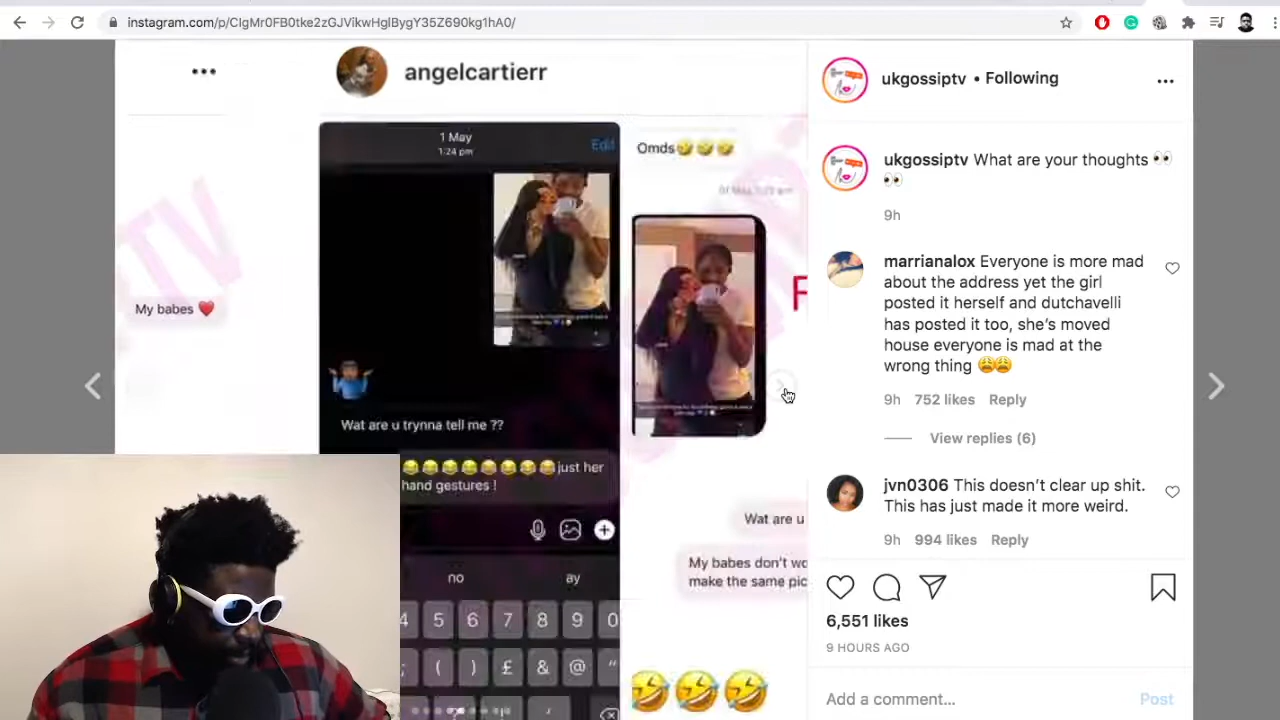 instagram.com/p/CIgMr0FB0tke2zGJVikwHglBygY35Z690kg1hA0/
angelcartierr
My babes ❤️
1 May
1:24 pm
Edit
🤷🏾‍♂️
Wat are u trynna tell me ??
😂😂😂😂😂😂😂😂just her
hand gestures !
no
ay
4 5 6 7 8 9 0
( ) £ & @ “
Omds🤣🤣🤣
Wat are u
My babes don't wo
make the same pic
🤣🤣🤣
F
TV
ukgossiptv • Following
ukgossiptv What are your thoughts 👀
👀
9h
marrianalox Everyone is more mad
about the address yet the girl
posted it herself and dutchavelli
has posted it too, she's moved
house everyone is mad at the
wrong thing 😩😩
9h 752 likes Reply
View replies (6)
jvn0306 This doesn't clear up shit.
This has just made it more weird.
9h 994 likes Reply
6,551 likes
9 HOURS AGO
Add a comment...
Post